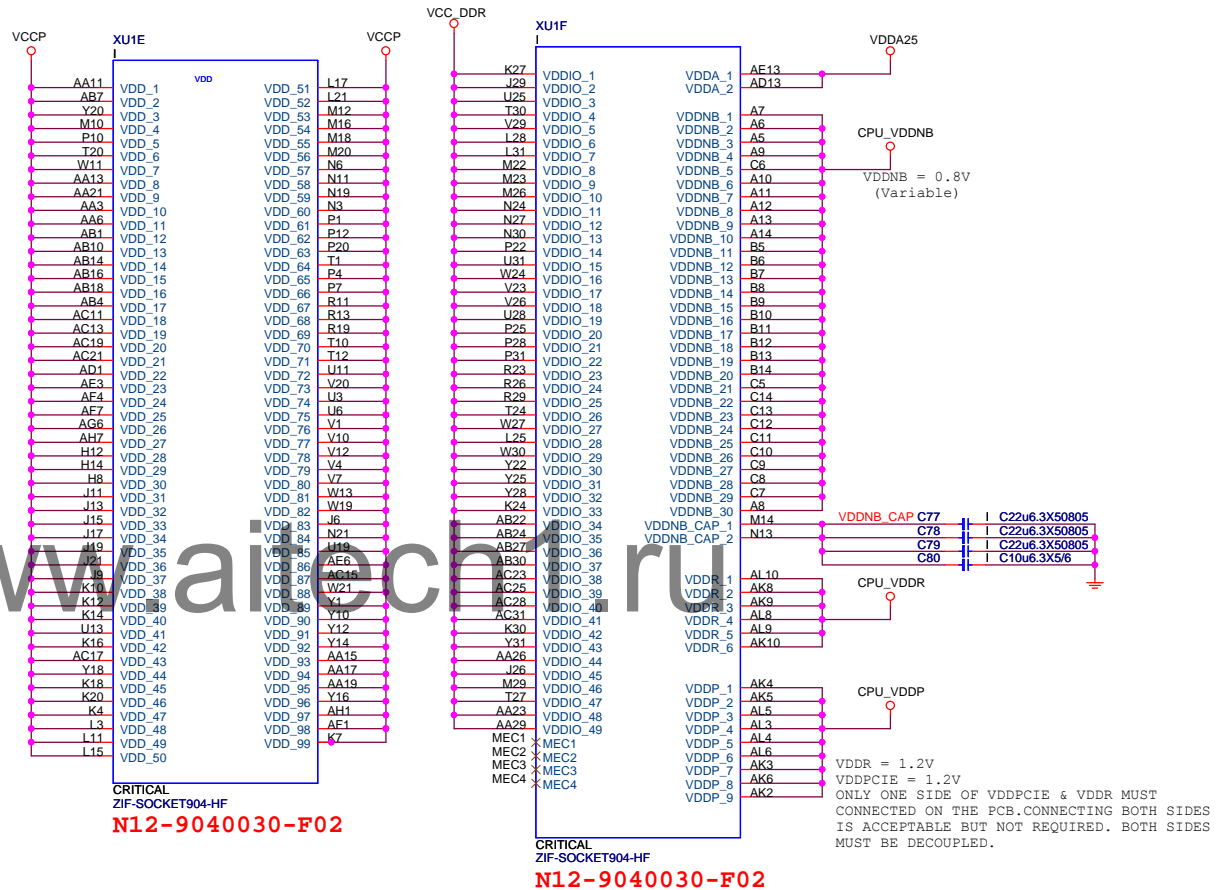 VCCP
XU1E
I
VCCP
VDD
AA11 VDD_1 VDD_51 L17
AB7 VDD_2 VDD_52 L21
Y20 VDD_3 VDD_53 M12
M10 VDD_4 VDD_54 M16
P10 VDD_5 VDD_55 M18
T20 VDD_6 VDD_56 M20
W11 VDD_7 VDD_57 N6
AA13 VDD_8 VDD_58 N11
AA21 VDD_9 VDD_59 N19
AA3 VDD_10 VDD_60 N3
AA6 VDD_11 VDD_61 P1
AB1 VDD_12 VDD_62 P12
AB10 VDD_13 VDD_63 P20
AB14 VDD_14 VDD_64 T1
AB16 VDD_15 VDD_65 P4
AB18 VDD_16 VDD_66 P7
AB4 VDD_17 VDD_67 R11
AC11 VDD_18 VDD_68 R13
AC13 VDD_19 VDD_69 R19
AC19 VDD_20 VDD_70 T10
AC21 VDD_21 VDD_71 T12
AD1 VDD_22 VDD_72 U11
AE3 VDD_23 VDD_73 V20
AF4 VDD_24 VDD_74 U3
AF7 VDD_25 VDD_75 U6
AG6 VDD_26 VDD_76 V1
AH7 VDD_27 VDD_77 V10
H12 VDD_28 VDD_78 V12
H14 VDD_29 VDD_79 V4
H8 VDD_30 VDD_80 V7
J11 VDD_31 VDD_81 W13
J13 VDD_32 VDD_82 W19
J15 VDD_33 VDD_83 J6
J17 VDD_34 VDD_84 N21
J19 VDD_35 VDD_85 U19
J21 VDD_36 VDD_86 AE6
J9 VDD_37 VDD_87 AC15
K10 VDD_38 VDD_88 W21
K12 VDD_39 VDD_89 Y1
K14 VDD_40 VDD_90 Y10
U13 VDD_41 VDD_91 Y12
K16 VDD_42 VDD_92 Y14
AC17 VDD_43 VDD_93 AA15
Y18 VDD_44 VDD_94 AA17
K18 VDD_45 VDD_95 AA19
K20 VDD_46 VDD_96 Y16
K4 VDD_47 VDD_97 AH1
L3 VDD_48 VDD_98 AF1
L11 VDD_49 VDD_99 K7
L15 VDD_50
CRITICAL
ZIF-SOCKET904-HF
N12-9040030-F02
www.aitech1.ru
VCC_DDR
XU1F
I
K27 VDDIO_1
J29 VDDIO_2
U25 VDDIO_3
T30 VDDIO_4
V29 VDDIO_5
L28 VDDIO_6
L31 VDDIO_7
M22 VDDIO_8
M23 VDDIO_9
M26 VDDIO_10
N24 VDDIO_11
N27 VDDIO_12
N30 VDDIO_13
P22 VDDIO_14
U31 VDDIO_15
W24 VDDIO_16
V23 VDDIO_17
V26 VDDIO_18
U28 VDDIO_19
P25 VDDIO_20
P28 VDDIO_21
P31 VDDIO_22
R23 VDDIO_23
R26 VDDIO_24
R29 VDDIO_25
T24 VDDIO_26
W27 VDDIO_27
L25 VDDIO_28
W30 VDDIO_29
Y22 VDDIO_30
Y25 VDDIO_31
Y28 VDDIO_32
K24 VDDIO_33
AB22 VDDIO_34
AB24 VDDIO_35
AB27 VDDIO_36
AB30 VDDIO_37
AC23 VDDIO_38
AC25 VDDIO_39
AC28 VDDIO_40
AC31 VDDIO_41
K30 VDDIO_42
Y31 VDDIO_43
AA26 VDDIO_44
J26 VDDIO_45
M29 VDDIO_46
T27 VDDIO_47
AA23 VDDIO_48
AA29 VDDIO_49
MEC1 MEC1
MEC2 MEC2
MEC3 MEC3
MEC4 MEC4
VDDA25
VDDA_1 AE13
VDDA_2 AD13
VDDNB_1 A7
VDDNB_2 A6
VDDNB_3 A5
VDDNB_4 A9
VDDNB_5 C6
VDDNB_6 A10
VDDNB_7 A11
VDDNB_8 A12
VDDNB_9 A13
VDDNB_10 A14
VDDNB_11 B5
VDDNB_12 B6
VDDNB_13 B7
VDDNB_14 B8
VDDNB_15 B9
VDDNB_16 B10
VDDNB_17 B11
VDDNB_18 B12
VDDNB_19 B13
VDDNB_20 B14
VDDNB_21 C5
VDDNB_22 C14
VDDNB_23 C13
VDDNB_24 C12
VDDNB_25 C11
VDDNB_26 C10
VDDNB_27 C9
VDDNB_28 C8
VDDNB_29 C7
VDDNB_30 A8
CPU_VDDNB
VDDNB = 0.8V
(Variable)
VDDNB_CAP_1 M14
VDDNB_CAP_2 N13
VDDNB_CAP C77 I C22u6.3X50805
C78 I C22u6.3X50805
C79 I C22u6.3X50805
C80 I C10u6.3X5/6
VDDR_1 AL10
VDDR_2 AK8
VDDR_3 AK9
VDDR_4 AL8
VDDR_5 AL9
VDDR_6 AK10
CPU_VDDR
VDDP_1 AK4
VDDP_2 AK5
VDDP_3 AL5
VDDP_4 AL3
VDDP_5 AL4
VDDP_6 AL6
VDDP_7 AK3
VDDP_8 AK6
VDDP_9 AK2
CPU_VDDP
VDDR = 1.2V
VDDPCIE = 1.2V
ONLY ONE SIDE OF VDDPCIE & VDDR MUST
CONNECTED ON THE PCB.CONNECTING BOTH SIDES
IS ACCEPTABLE BUT NOT REQUIRED. BOTH SIDES
MUST BE DECOUPLED.
CRITICAL
ZIF-SOCKET904-HF
N12-9040030-F02